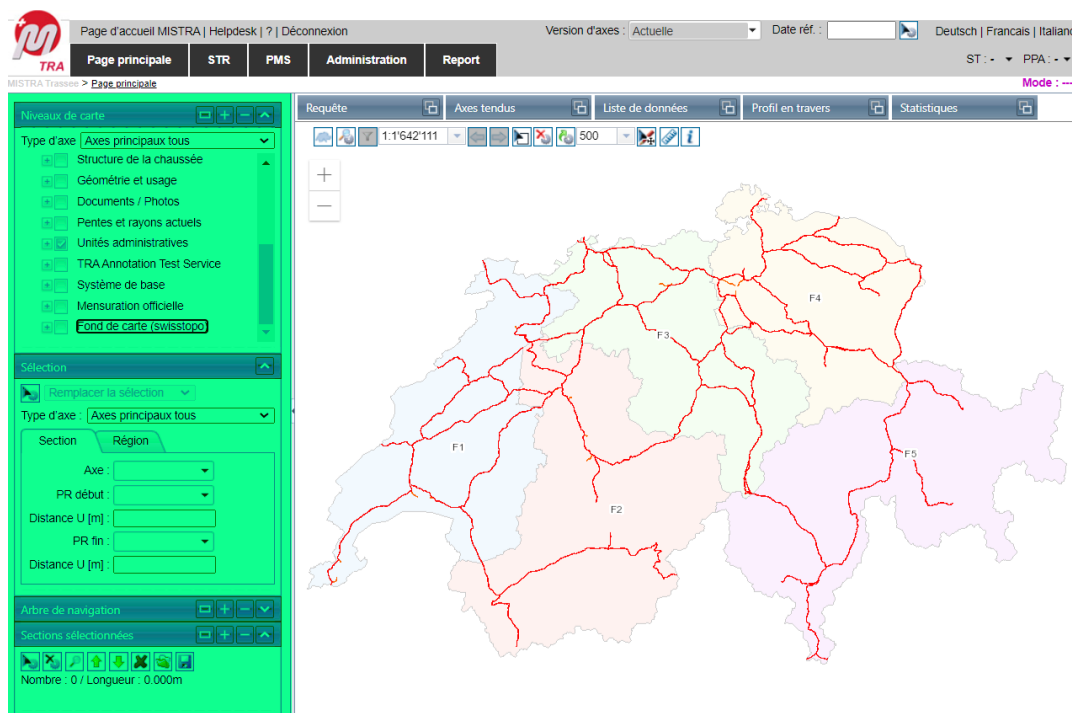 Page d'accueil MISTRA | Helpdesk | ? | Déconnexion
Version d'axes : Actuelle
Date réf. :
Deutsch | Francais | Italiano
TRA
Page principale STR PMS Administration Report
ST : - PPA : -
MISTRA Trassee > Page principale
Mode : ---
Niveaux de carte
Type d'axe Axes principaux tous
Structure de la chaussée
Géométrie et usage
Documents / Photos
Pentes et rayons actuels
Unités administratives
TRA Annotation Test Service
Système de base
Mensuration officielle
Fond de carte (swisstopo)
Sélection
Remplacer la sélection
Type d'axe : Axes principaux tous
Section Région
Axe :
PR début :
Distance U [m] :
PR fin :
Distance U [m] :
Arbre de navigation
Sections sélectionnées
Nombre : 0 / Longueur : 0.000m
Requête Axes tendus Liste de données Profil en travers Statistiques
1:1'642'111
500
F4
F3
F1
F5
F2